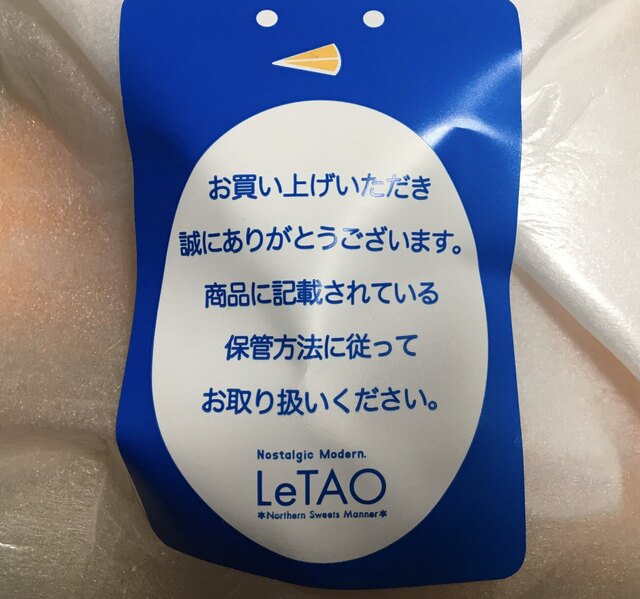 お買い上げいただき
誠にありがとうございます。
商品に記載されている
保管方法に従って
お取り扱いください。
Nostalgic Modern.
LeTAO
*Northern Sweets Manner*